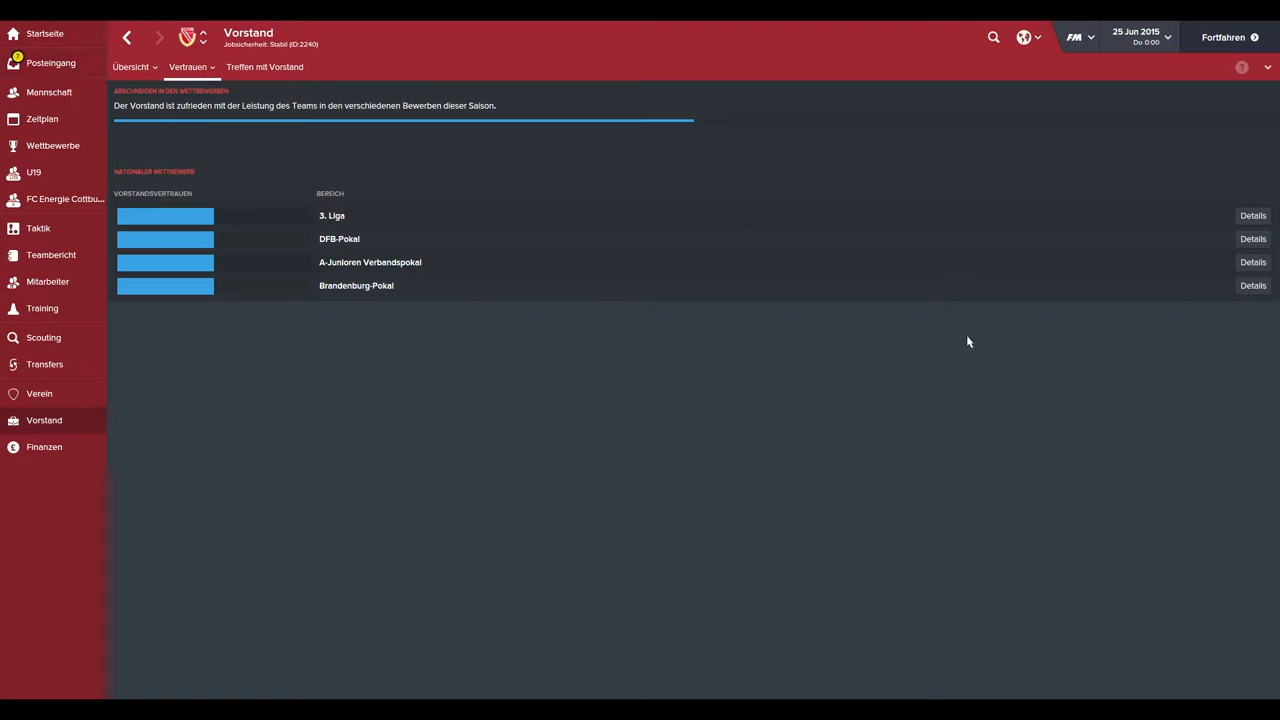 Startseite
7
Posteingang
Mannschaft
Zeitplan
Wettbewerbe
U19
FC Energie Cottbu...
Taktik
Teambericht
Mitarbeiter
Training
Scouting
Transfers
Verein
Vorstand
Finanzen
Vorstand
Jobsicherheit: Stabil (ID:2240)
FM
25 Jun 2015
Do 0:00
Fortfahren
Übersicht
Vertrauen
Treffen mit Vorstand
?
ABSCHNEIDEN IN DEN WETTBEWERBEN
Der Vorstand ist zufrieden mit der Leistung des Teams in den verschiedenen Bewerben dieser Saison.
NATIONALER WETTBEWERB
VORSTANDSVERTRAUEN BEREICH
3. Liga Details
DFB-Pokal Details
A-Junioren Verbandspokal Details
Brandenburg-Pokal Details